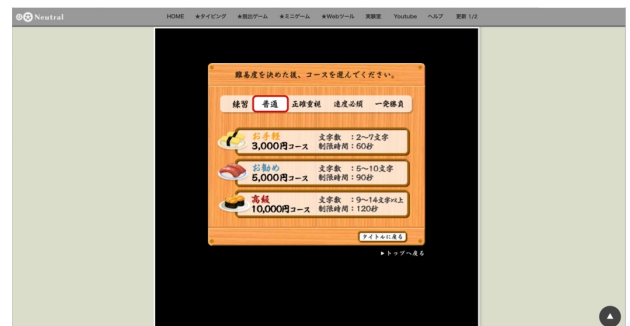 Neutral
HOME ★タイピング ★脱出ゲーム ★ミニゲーム ★Webツール 実験室 Youtube ヘルプ 更新 1/2
難易度を決めた後、コースを選んでください。
練習 普通 正確重視 速度必須 一発勝負
お手軽
3,000円コース
文字数 :2~7文字
制限時間:60秒
お勧め
5,000円コース
文字数 :5~10文字
制限時間:90秒
高級
10,000円コース
文字数 :9~14文字以上
制限時間:120秒
タイトルに戻る
▶トップへ戻る